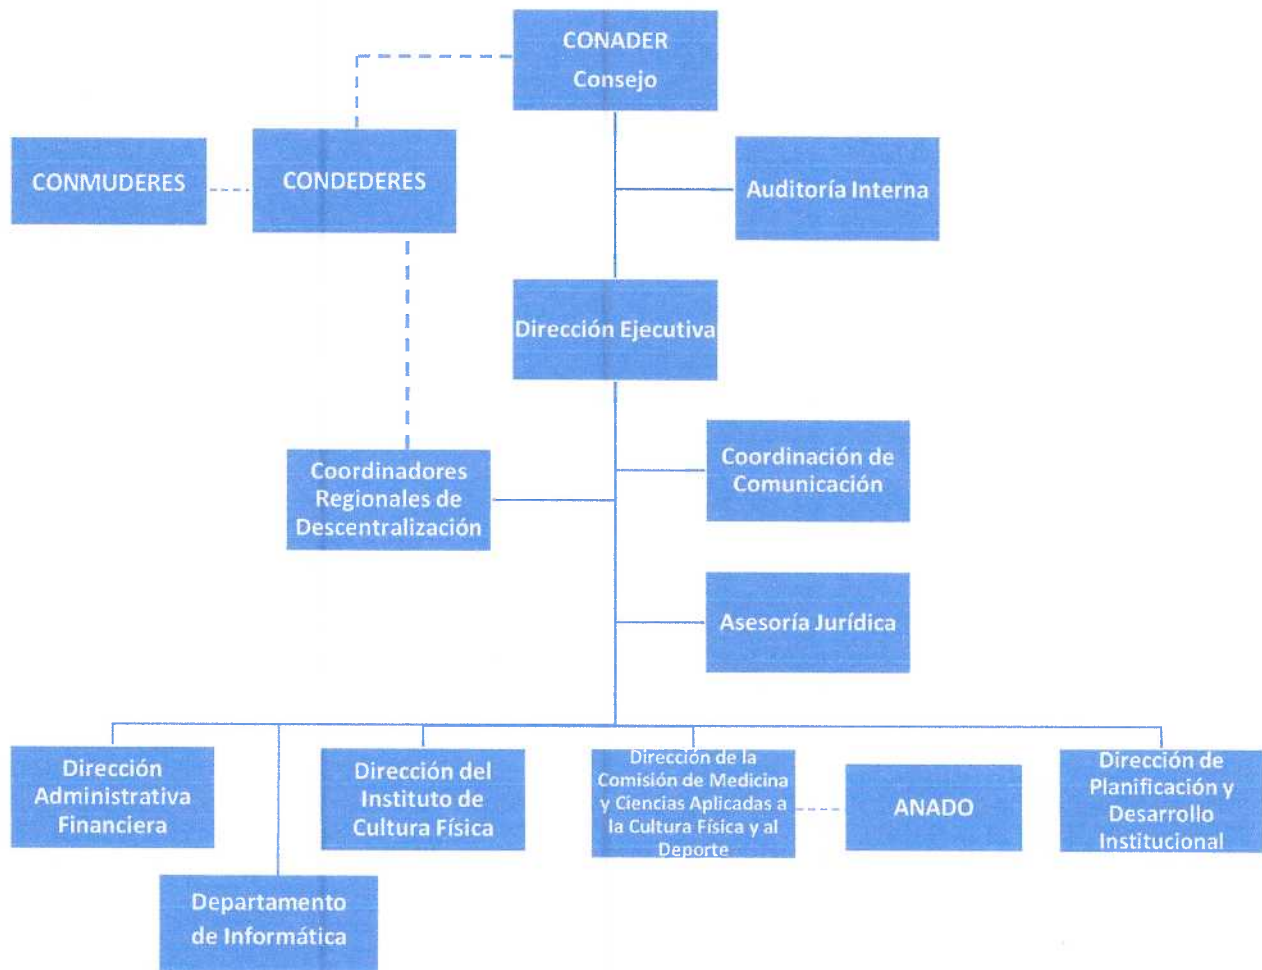 CONADER
Consejo
CONMUDERES
CONDEDERES
Auditoría Interna
Dirección Ejecutiva
Coordinadores
Regionales de
Descentralización
Coordinación de
Comunicación
Asesoría Jurídica
Dirección
Administrativa
Financiera
Dirección del
Instituto de
Cultura Física
Dirección de la
Comisión de Medicina
y Ciencias Aplicadas a
la Cultura Física y al
Deporte
ANADO
Dirección de
Planificación y
Desarrollo
Institucional
Departamento
de Informática